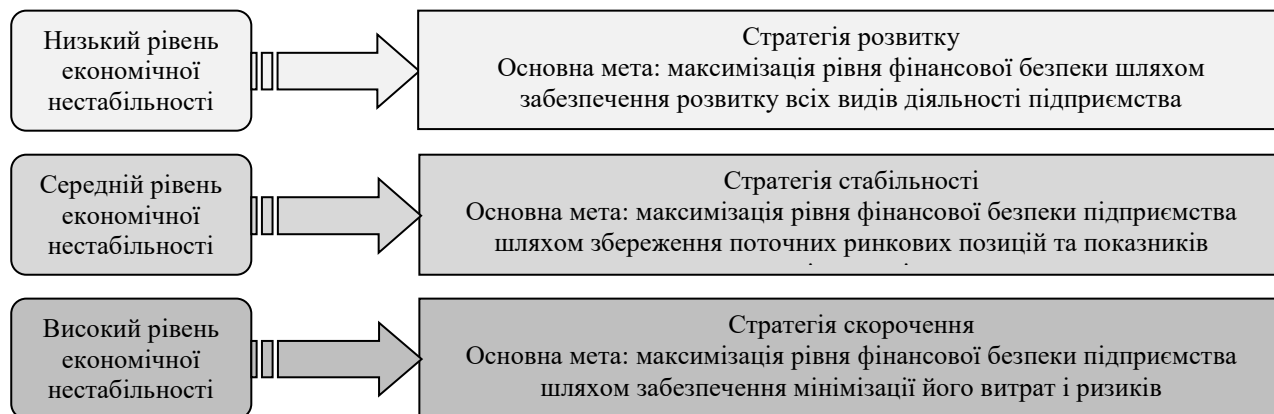 Низький рівень
економічної
нестабільності
Стратегія розвитку
Основна мета: максимізація рівня фінансової безпеки шляхом
забезпечення розвитку всіх видів діяльності підприємства
Середній рівень
економічної
нестабільності
Стратегія стабільності
Основна мета: максимізація рівня фінансової безпеки підприємства
шляхом збереження поточних ринкових позицій та показників
Високий рівень
економічної
нестабільності
Стратегія скорочення
Основна мета: максимізація рівня фінансової безпеки підприємства
шляхом забезпечення мінімізації його витрат і ризиків